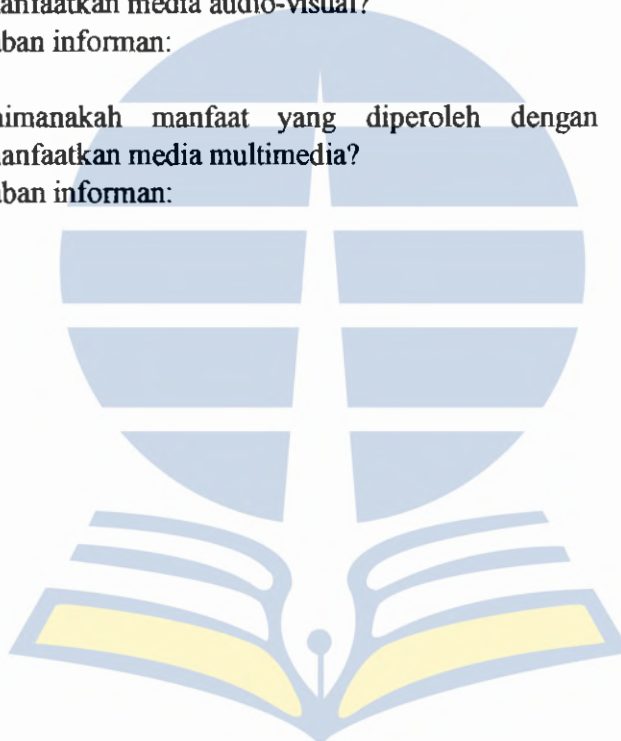 anfaatkan media audio-visual?
ban informan:
imanakah manfaat yang diperoleh dengan
anfaatkan media multimedia?
ban informan: